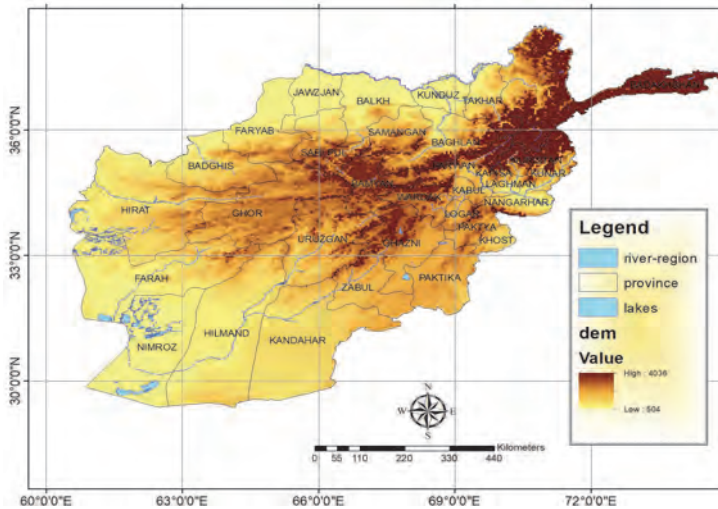 JAWZJAN
BALKH
KUNDUZ
TAKHAR
FARYAB
SAMANGAN
BAGHLAN
BADGHIS
KABUL
LAGHMAN
KUNAR
NANGARHAR
HIRAT
GHOR
LOGAR
PAKTYA
KHOST
URUZGAN
GHAZNI
FARAH
ZABUL
PAKTIKA
NIMROZ
HILMAND
KANDAHAR
36°0'0"N
33°0'0"N
30°0'0"N
Legend
river-region
province
lakes
dem
Value
High : 4036
Low : 504
N
W E
S
Kilometers
0 55 110 220 330 440
60°0'0"E 63°0'0"E 66°0'0"E 69°0'0"E 72°0'0"E